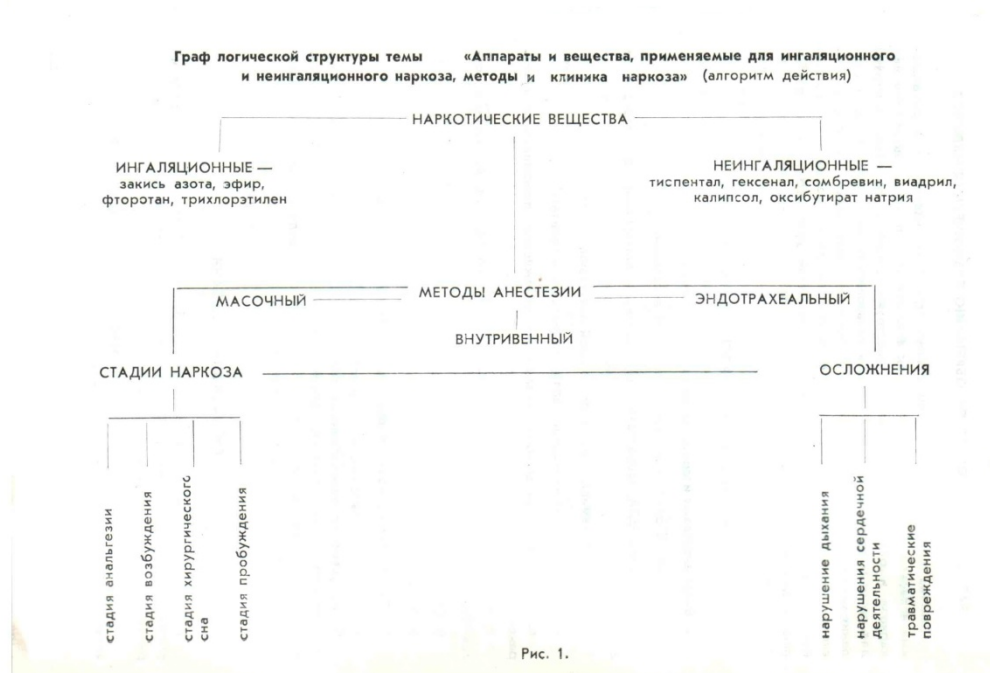 Граф логической структуры темы «Аппараты и вещества, применяемые для ингаляционного
и неингаляционного наркоза, методы и клиника наркоза» (алгоритм действия)
НАРКОТИЧЕСКИЕ ВЕЩЕСТВА
ИНГАЛЯЦИОННЫЕ —
закись азота, эфир,
фторотан, трихлорэтилен
НЕИНГАЛЯЦИОННЫЕ —
тиспентал, гексенал, сомбревин, виадрил,
калипсол, оксибутират натрия
МЕТОДЫ АНЕСТЕЗИИ
МАСОЧНЫЙ
ЭНДОТРАХЕАЛЬНЫЙ
ВНУТРИВЕННЫЙ
СТАДИИ НАРКОЗА
ОСЛОЖНЕНИЯ
стадия анальгезии
стадия возбуждения
стадия хирургического
сна
стадия пробуждения
нарушение дыхания
нарушения сердечной
деятельности
травматические
повреждения
Рис. 1.